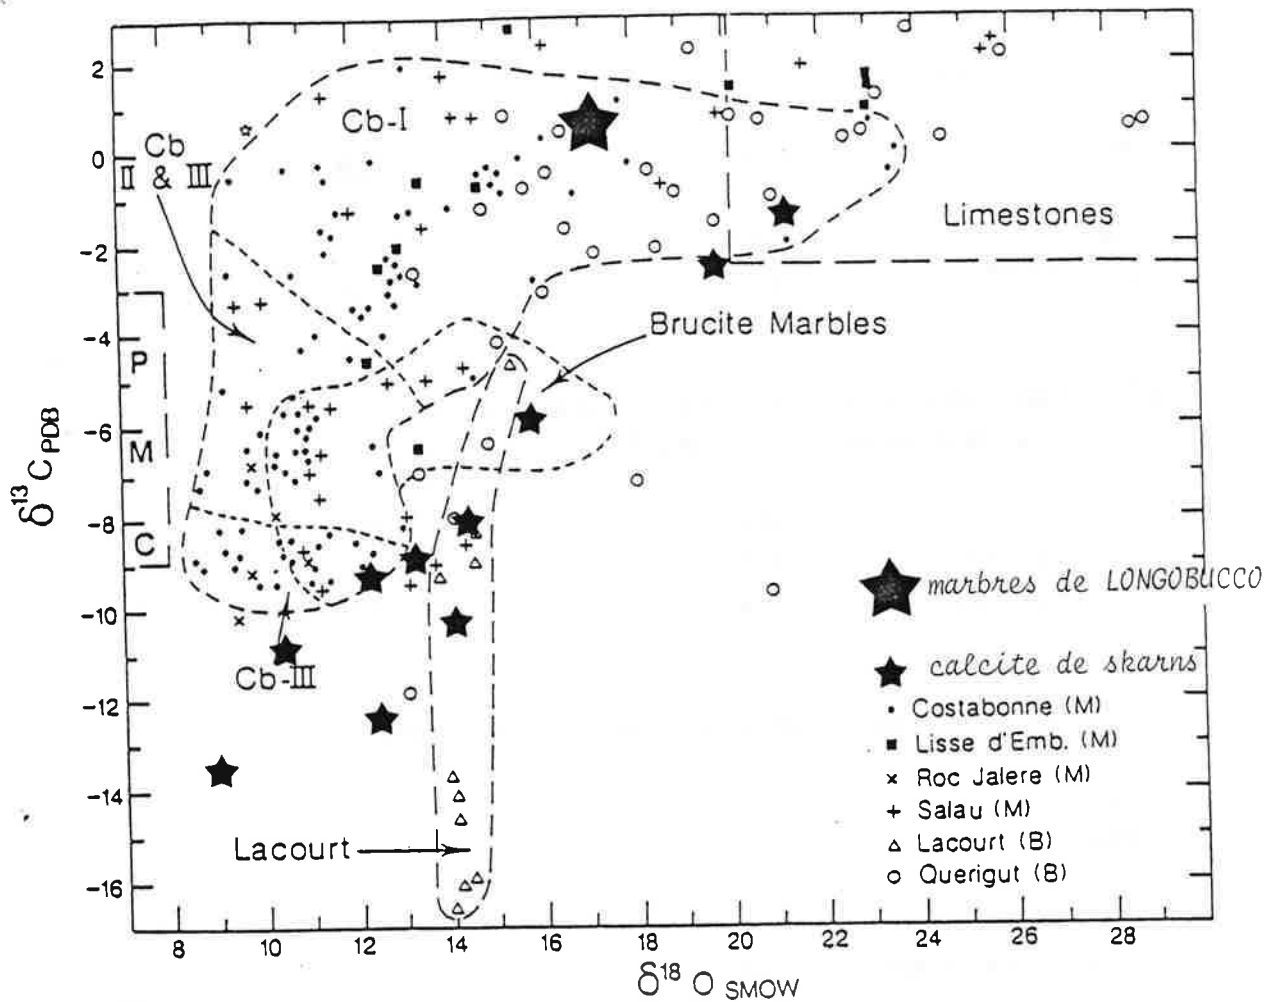 2
0
-2
-4
-6
-8
-10
-12
-14
-16
δ¹³ C PDB
P
M
C
Cb-I
Cb
II & III
Limestones
Brucite Marbles
Cb-III
Lacourt
marbres de LONGOBUCCO
calcite de skarns
Costabonne (M)
Lisse d'Emb. (M)
Roc Jalere (M)
Salau (M)
Lacourt (B)
Querigut (B)
8 10 12 14 16 18 20 22 24 26 28
δ¹⁸ O SMOW